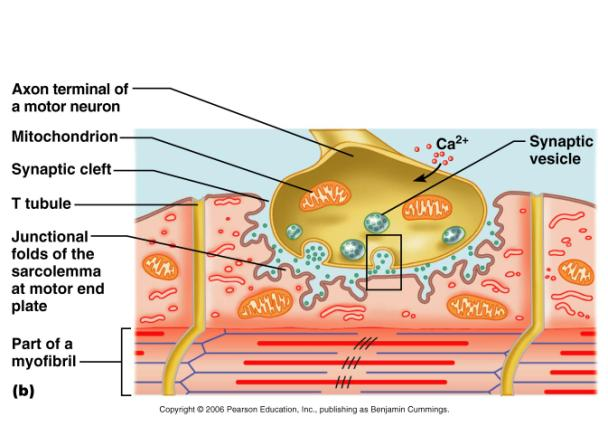 Axon terminal of
a motor neuron
Mitochondrion
Ca2+
Synaptic
vesicle
Synaptic cleft
T tubule
Junctional
folds of the
sarcolemma
at motor end
plate
Part of a
myofibril
(b)
Copyright © 2006 Pearson Education, Inc., publishing as Benjamin Cummings.